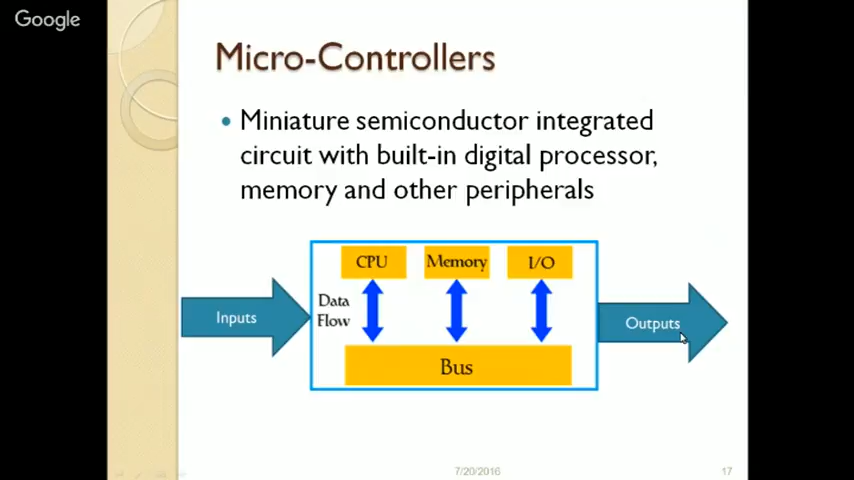 Google
Micro-Controllers
• Miniature semiconductor integrated
circuit with built-in digital processor,
memory and other peripherals
CPU
Memory
I/O
Data
Flow
Inputs
Outputs
Bus
7/20/2016
17